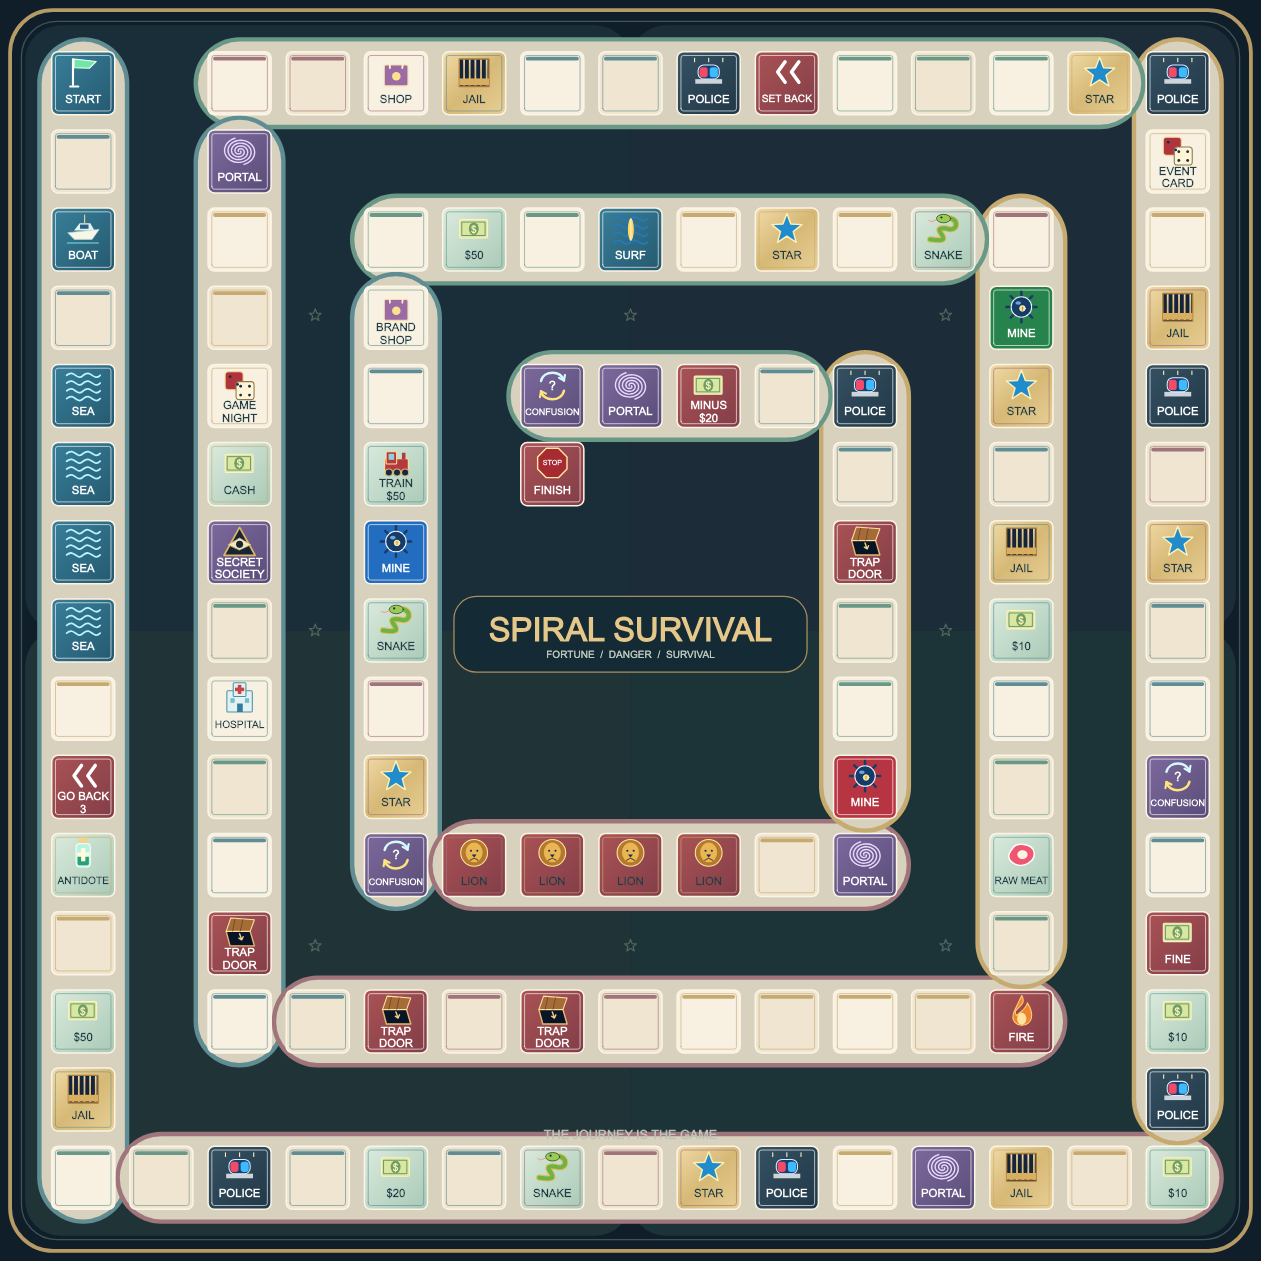 START
SHOP
JAIL
POLICE
SET BACK
STAR
POLICE
PORTAL
EVENT
CARD
BOAT
$50
SURF
STAR
SNAKE
BRAND
SHOP
MINE
JAIL
SEA
GAME
NIGHT
?
CONFUSION
PORTAL
$
MINUS
$20
POLICE
STAR
POLICE
SEA
$
CASH
TRAIN
$50
STOP
FINISH
SEA
SECRET
SOCIETY
MINE
TRAP
DOOR
JAIL
STAR
SEA
SNAKE
SPIRAL SURVIVAL
FORTUNE / DANGER / SURVIVAL
$
$10
HOSPITAL
GO BACK
3
STAR
MINE
?
CONFUSION
ANTIDOTE
?
CONFUSION
LION
LION
LION
LION
PORTAL
RAW MEAT
TRAP
DOOR
$
FINE
$
$50
TRAP
DOOR
TRAP
DOOR
FIRE
$
$10
JAIL
POLICE
THE JOURNEY IS THE GAME
POLICE
$
$20
SNAKE
STAR
POLICE
PORTAL
JAIL
$
$10